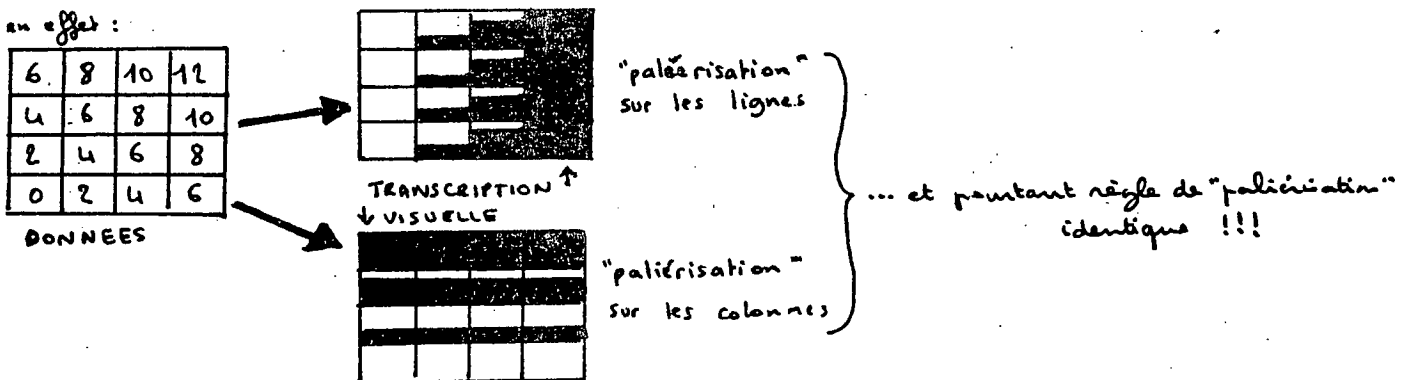 en effet :
6 8 10 12
4 6 8 10
2 4 6 8
0 2 4 6
DONNEES
TRANSCRIPTION ↑
↓ VISUELLE
"paléerisation"
sur les lignes
"paliérisation"
sur les colonnes
... et pourtant règle de "paliérisation"
identique !!!